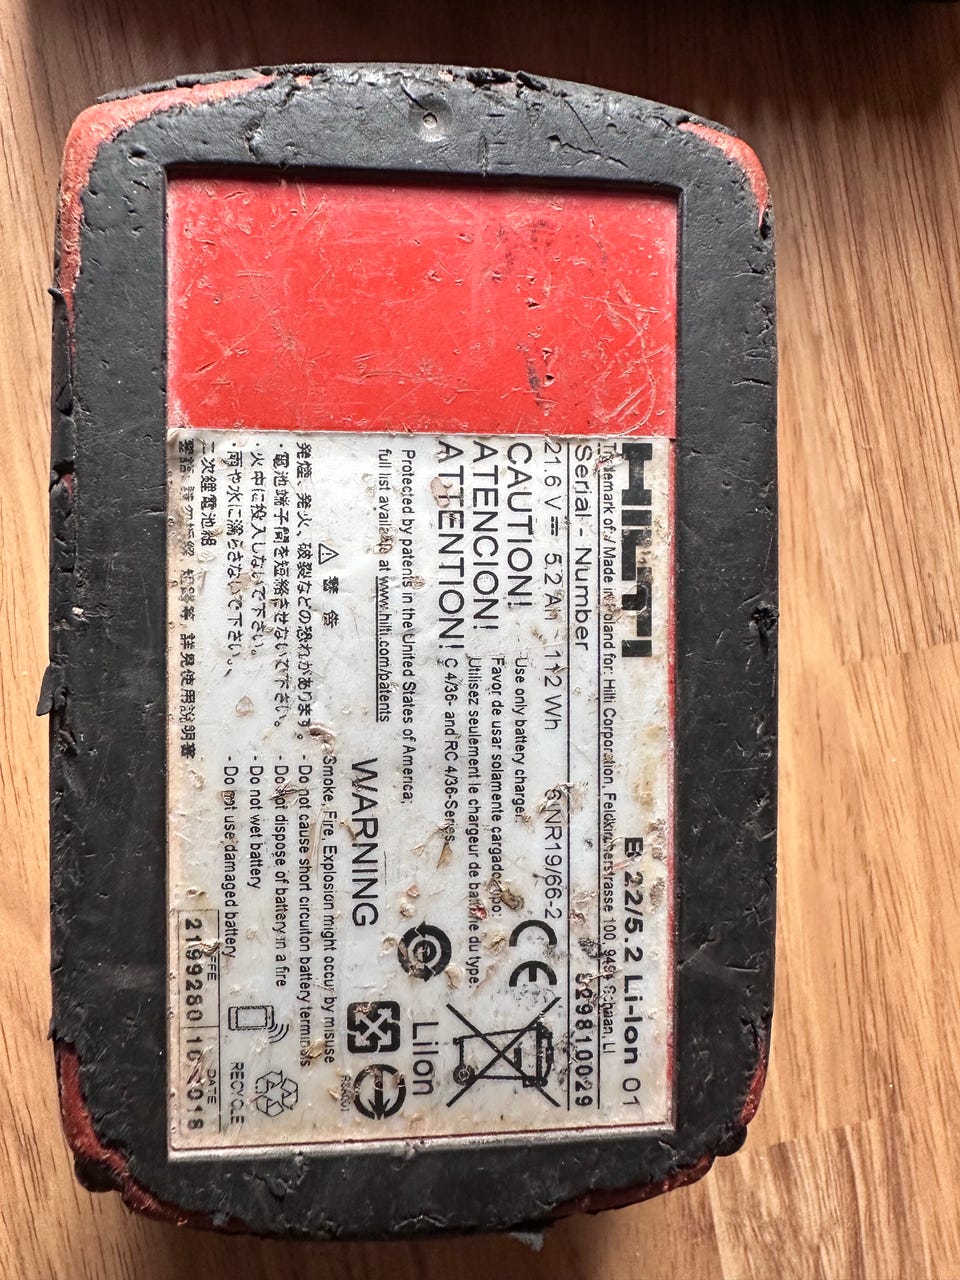 HILTI
B 22/5.2 Li-Ion 01
Trademark of / Made in Poland for: Hilti Corporation, Feldkircherstrasse 100, 9494 Schaan, LI
Serial - Number
0298 10029
21.6 V 5.2 Ah 112 Wh 6INR19/66-2
CAUTION! Use only battery charger:
ATENCION! Favor de usar solamente cargador tipo:
ATTENTION! Utilisez seulement le chargeur de batterie du type:
C 4/36- and RC 4/36-Series
CE
Li Ion
Protected by patents in the United States of America;
full list available at www.hilti.com/patents
WARNING
Smoke, Fire, Explosion might occur by misuse
- Do not cause short circuit on battery terminals
- Do not dispose of battery in a fire
- Do not wet battery
- Do not use damaged battery
警告
発煙、発火、破裂などの恐れがあります。
・電池端子間を短絡させないで下さい。
・火中に投入しないで下さい。
・雨や水に濡らさないで下さい。
二次鋰電池組
RECYCLE
DATE
2199280 10 2018